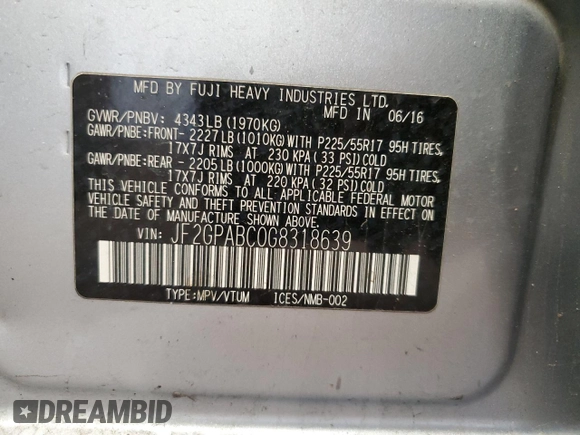 MFD BY FUJI HEAVY INDUSTRIES LTD.
MFD IN 06/16
GVWR/PNBV: 4343LB (1970KG)
GAWR/PNBE:FRONT- 2227LB(1010KG)WITH P225/55R17 95H TIRES,
17X7J RIMS AT 230 KPA (33 PSI)COLD
GAWR/PNBE:REAR - 2205LB(1000KG)WITH P225/55R17 95H TIRES,
17X7J RIMS AT 220 KPA (32 PSI)COLD
THIS VEHICLE CONFORMS TO ALL APPLICABLE FEDERAL MOTOR
VEHICLE SAFETY AND THEFT PREVENTION STANDARDS IN EFFECT
ON THE DATE OF MANUFACTURE SHOWN ABOVE.
VIN: JF2GPABC0G8318639
TYPE:MPV/VTUM ICES/NMB-002
DREAMBID